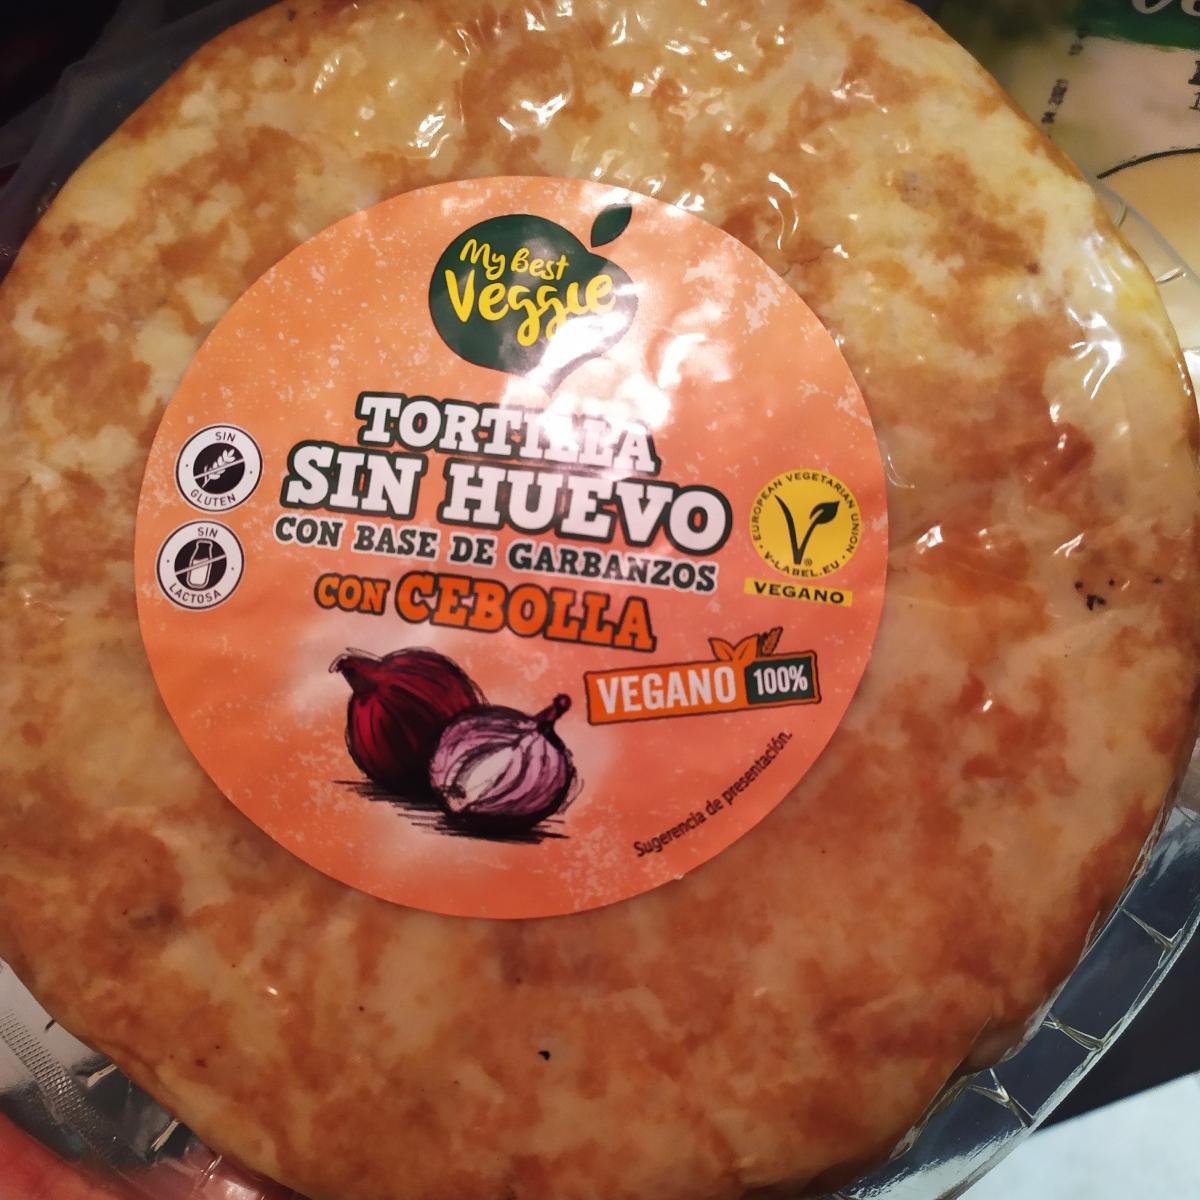 My Best
Veggie
TORTILLA
SIN HUEVO
CON BASE DE GARBANZOS
CON CEBOLLA
SIN
GLUTEN
SIN
LACTOSA
EUROPEAN VEGETARIAN UNION
V-LABEL.EU
VEGANO
VEGANO 100%
Sugerencia de presentación.